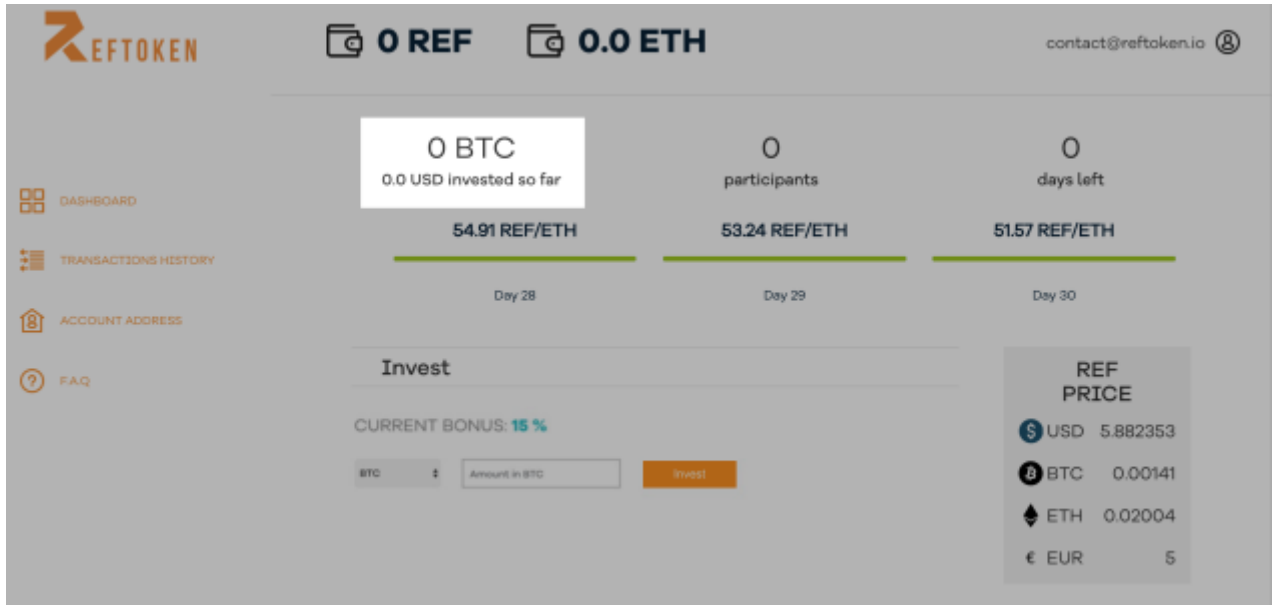 REFTOKEN
0 REF
0.0 ETH
contact@reftoken.io
0 BTC
0.0 USD invested so far
0
participants
0
days left
54.91 REF/ETH
53.24 REF/ETH
51.57 REF/ETH
Day 28
Day 29
Day 30
DASHBOARD
TRANSACTIONS HISTORY
ACCOUNT ADDRESS
F.A.Q
Invest
CURRENT BONUS: 15 %
BTC
Amount in BTC
Invest
REF
PRICE
$ USD 5.882353
BTC 0.00141
ETH 0.02004
€ EUR 5